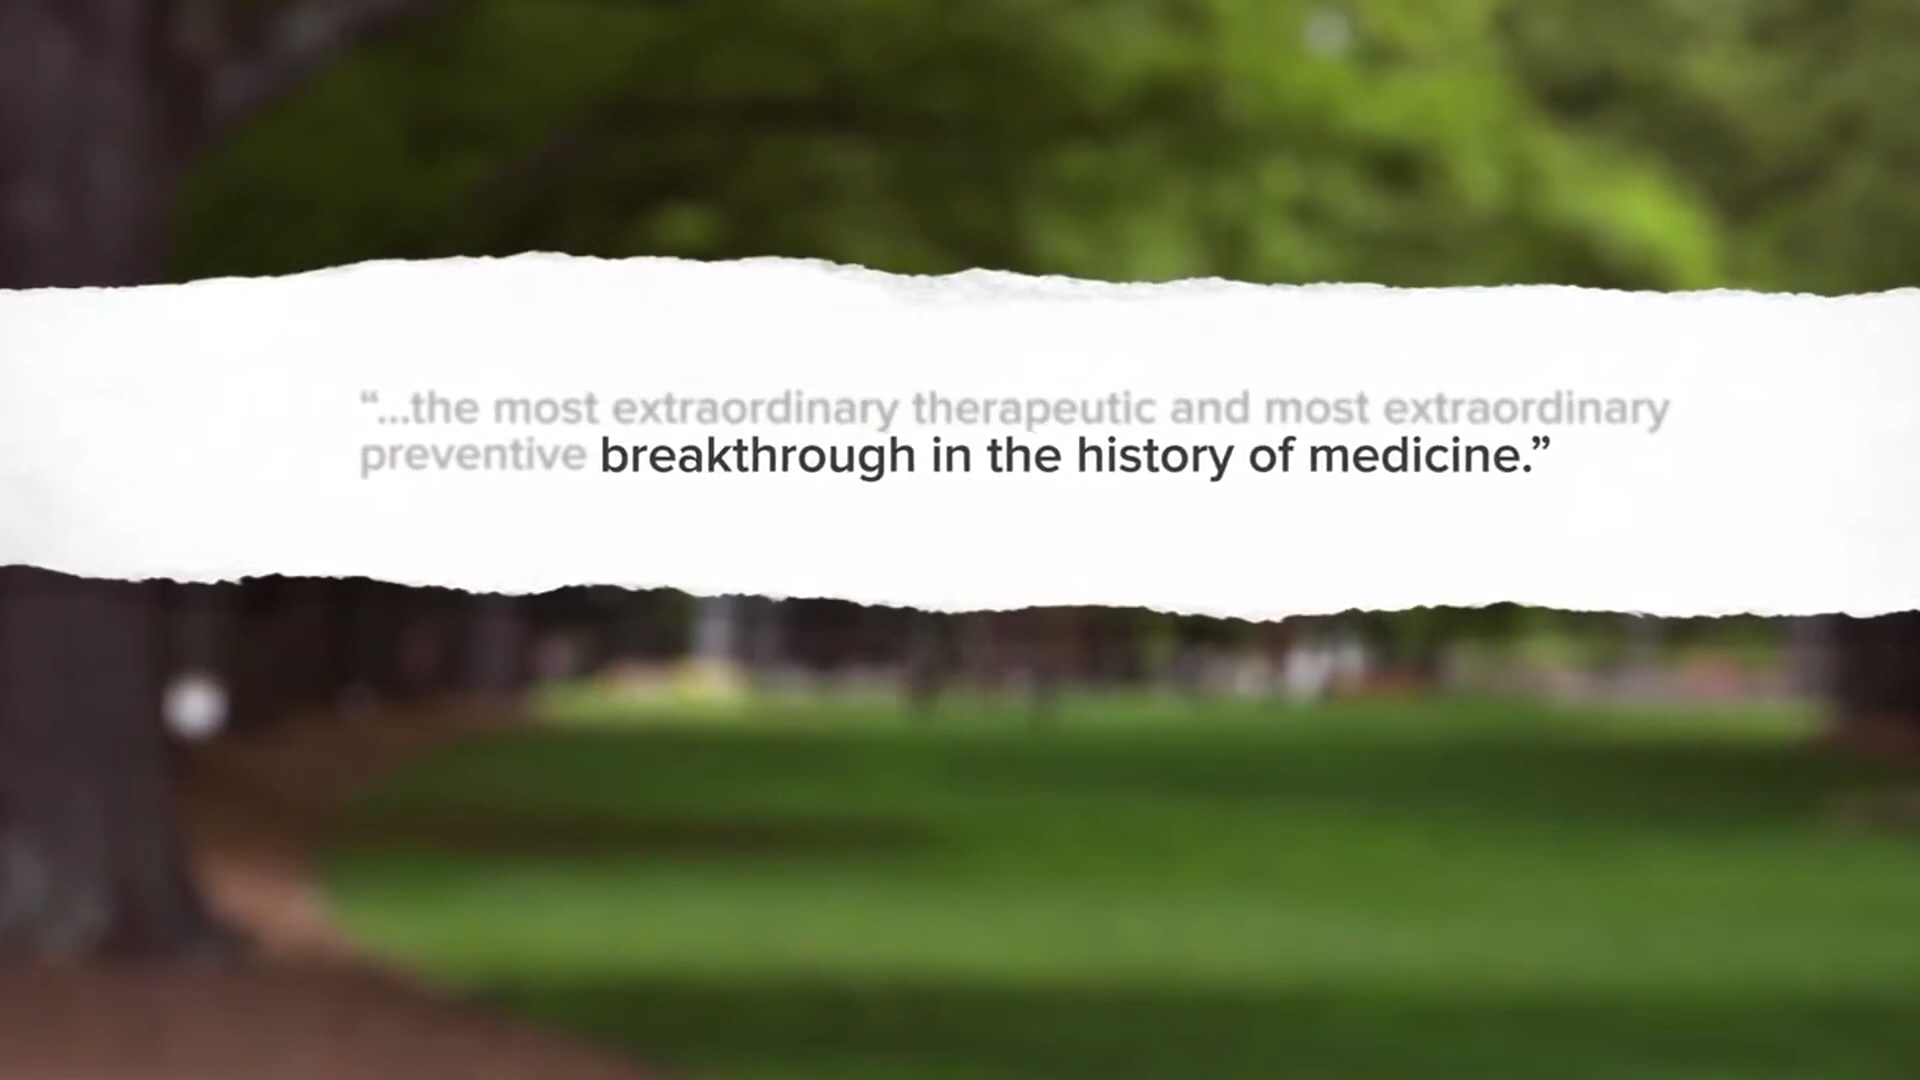 “...the most extraordinary therapeutic and most extraordinary
preventive breakthrough in the history of medicine.”